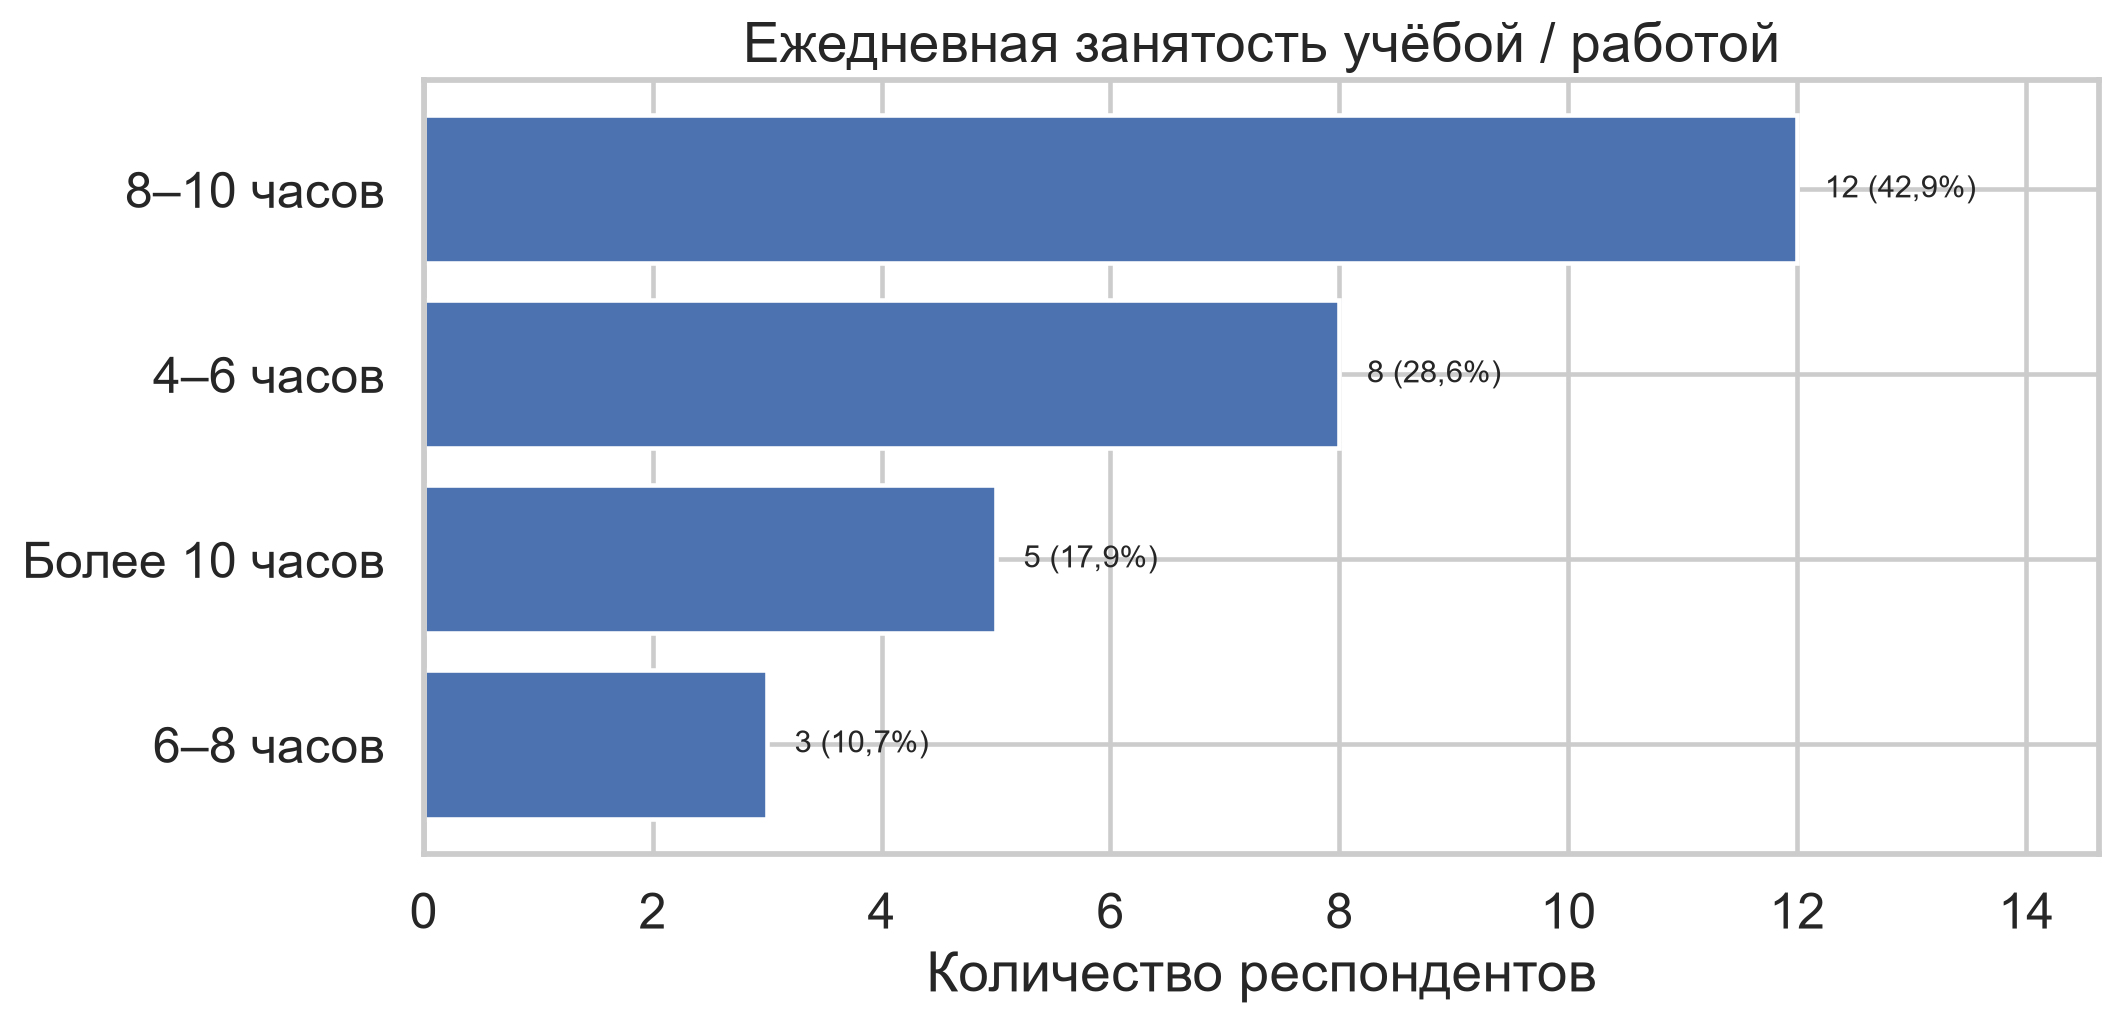 Ежедневная занятость учёбой / работой
8–10 часов
12 (42,9%)
4–6 часов
8 (28,6%)
Более 10 часов
5 (17,9%)
6–8 часов
3 (10,7%)
0 2 4 6 8 10 12 14
Количество респондентов